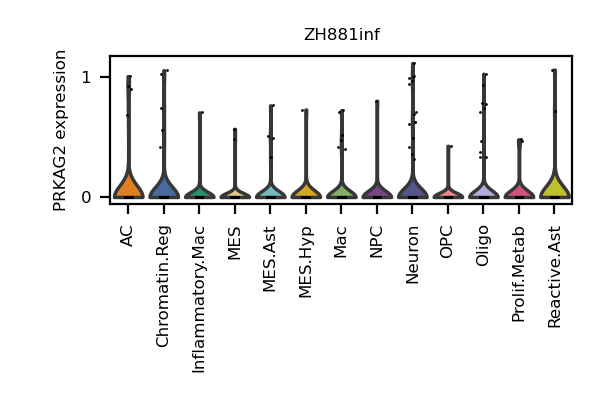 ZH881inf
PRKAG2 expression
1
0
AC
Chromatin.Reg
Inflammatory.Mac
MES
MES.Ast
MES.Hyp
Mac
NPC
Neuron
OPC
Oligo
Prolif.Metab
Reactive.Ast